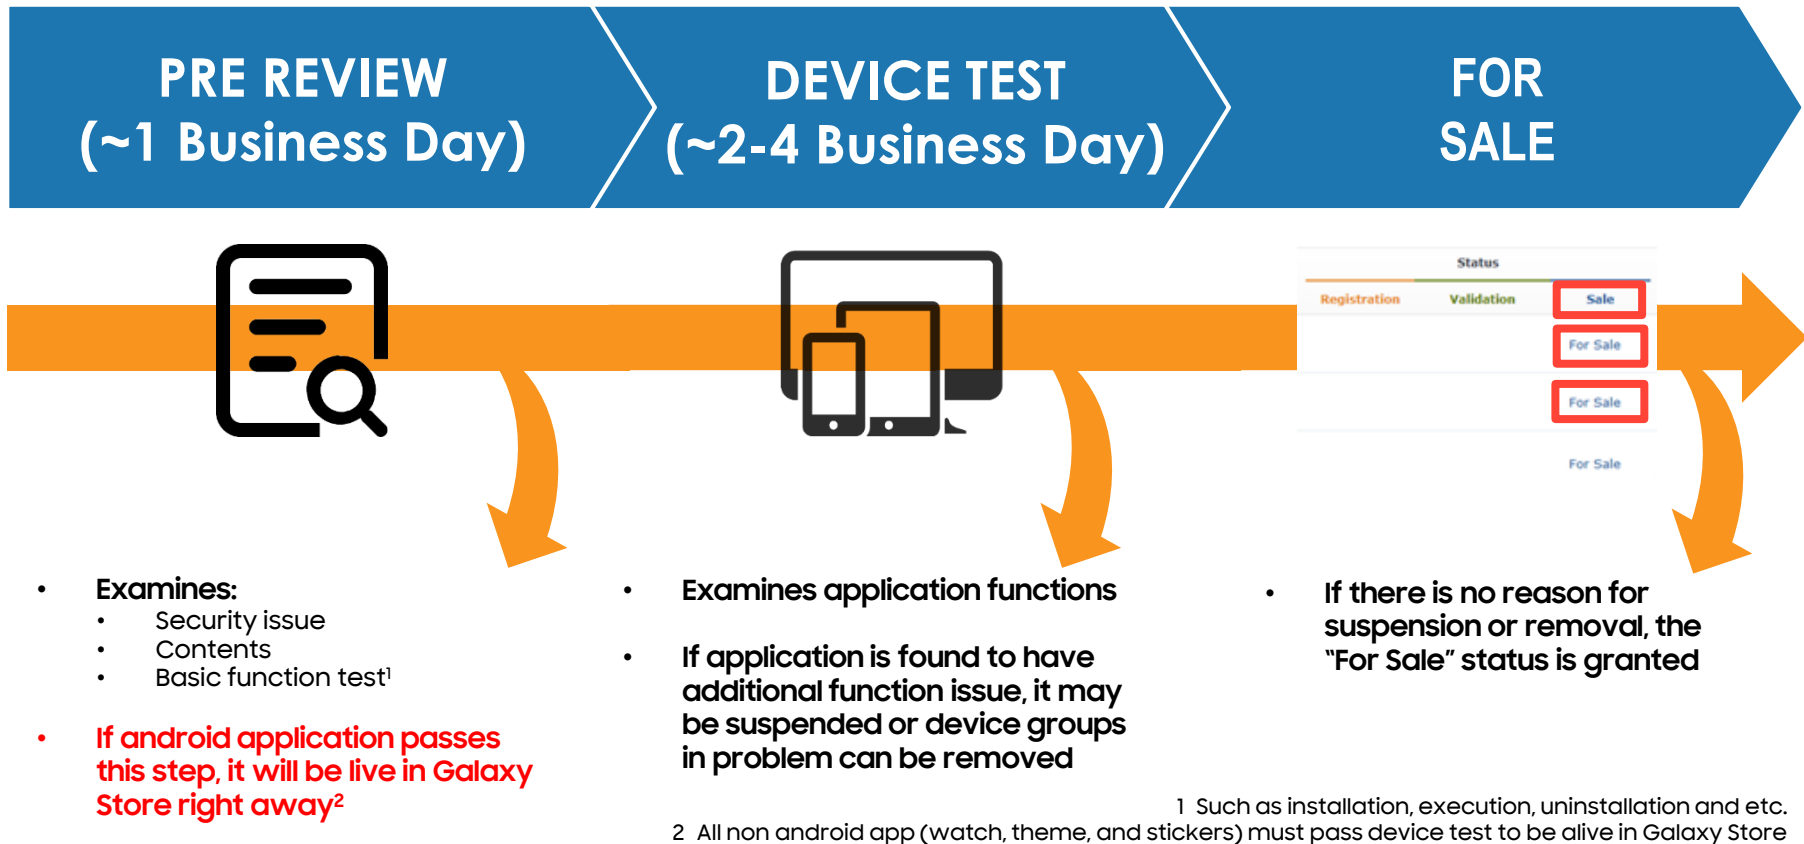 PRE REVIEW
(~1 Business Day)
DEVICE TEST
(~2-4 Business Day)
FOR
SALE
Status
Registration Validation Sale
For Sale
For Sale
For Sale
• Examines:
• Security issue
• Contents
• Basic function test¹
• If android application passes
this step, it will be live in Galaxy
Store right away²
• Examines application functions
• If application is found to have
additional function issue, it may
be suspended or device groups
in problem can be removed
• If there is no reason for
suspension or removal, the
“For Sale” status is granted
1 Such as installation, execution, uninstallation and etc.
2 All non android app (watch, theme, and stickers) must pass device test to be alive in Galaxy Store